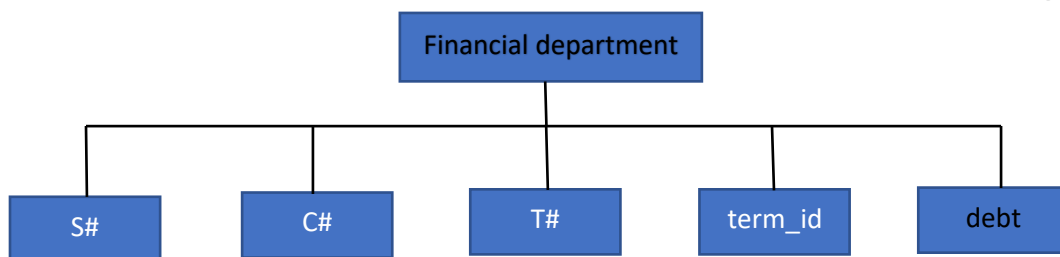 Financial department
S#
C#
T#
term_id
debt